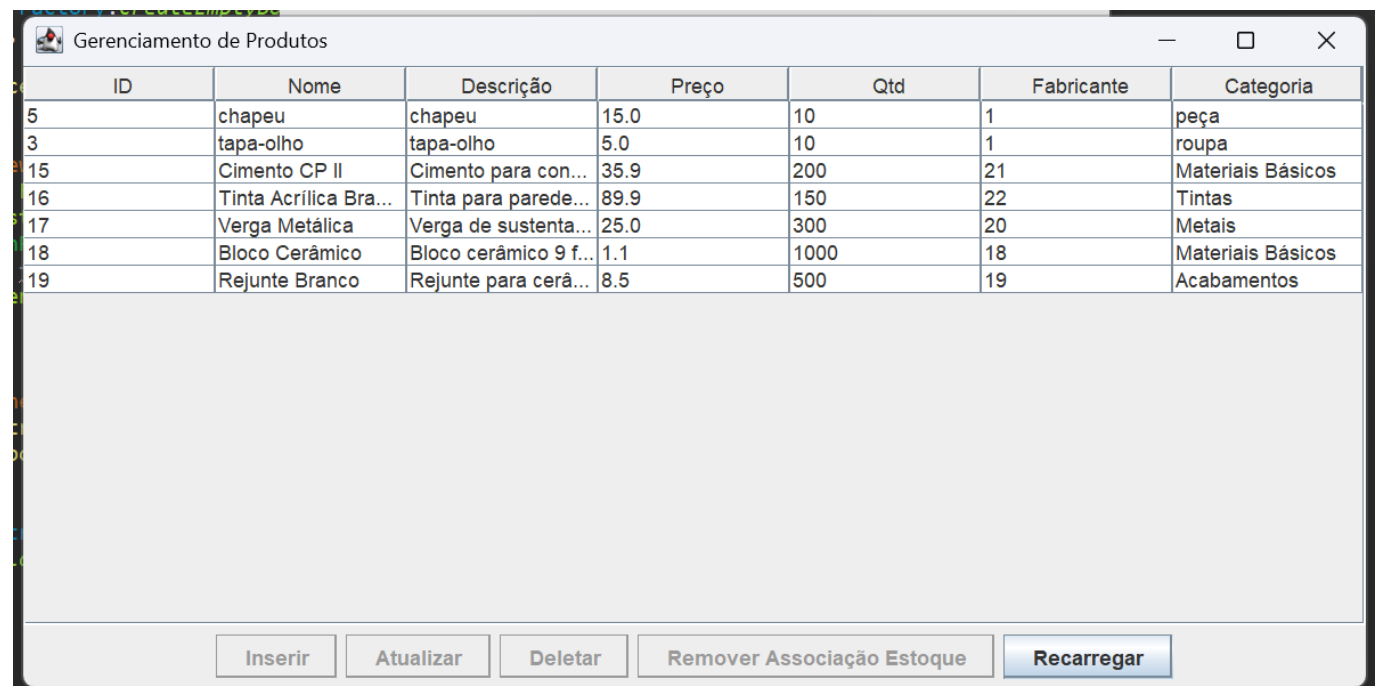 Factory.createEmptyBo
Gerenciamento de Produtos
ID Nome Descrição Preço Qtd Fabricante Categoria
5 chapeu chapeu 15.0 10 1 peça
3 tapa-olho tapa-olho 5.0 10 1 roupa
15 Cimento CP II Cimento para con... 35.9 200 21 Materiais Básicos
16 Tinta Acrílica Bra... Tinta para parede... 89.9 150 22 Tintas
17 Verga Metálica Verga de sustenta... 25.0 300 20 Metais
18 Bloco Cerâmico Bloco cerâmico 9 f... 1.1 1000 18 Materiais Básicos
19 Rejunte Branco Rejunte para cerâ... 8.5 500 19 Acabamentos
Inserir Atualizar Deletar Remover Associação Estoque Recarregar